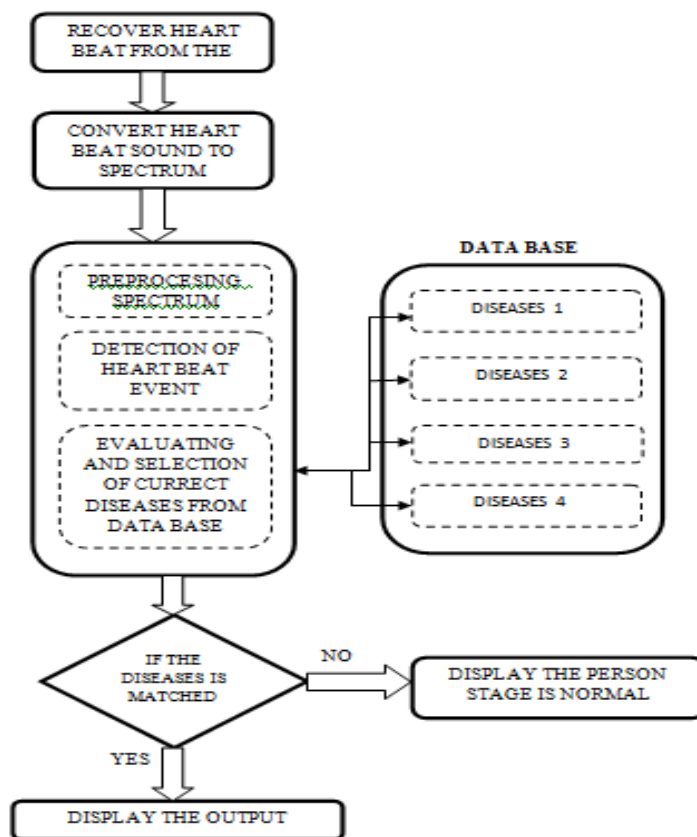 RECOVER HEART
BEAT FROM THE
CONVERT HEART
BEAT SOUND TO
SPECTRUM
PREPROCESING
SPECTRUM
DETECTION OF
HEART BEAT
EVENT
EVALUATING
AND SELECTION
OF CURRECT
DISEASES FROM
DATA BASE
DATA BASE
DISEASES 1
DISEASES 2
DISEASES 3
DISEASES 4
IF THE
DISEASES IS
MATCHED
NO
DISPLAY THE PERSON
STAGE IS NORMAL
YES
DISPLAY THE OUTPUT